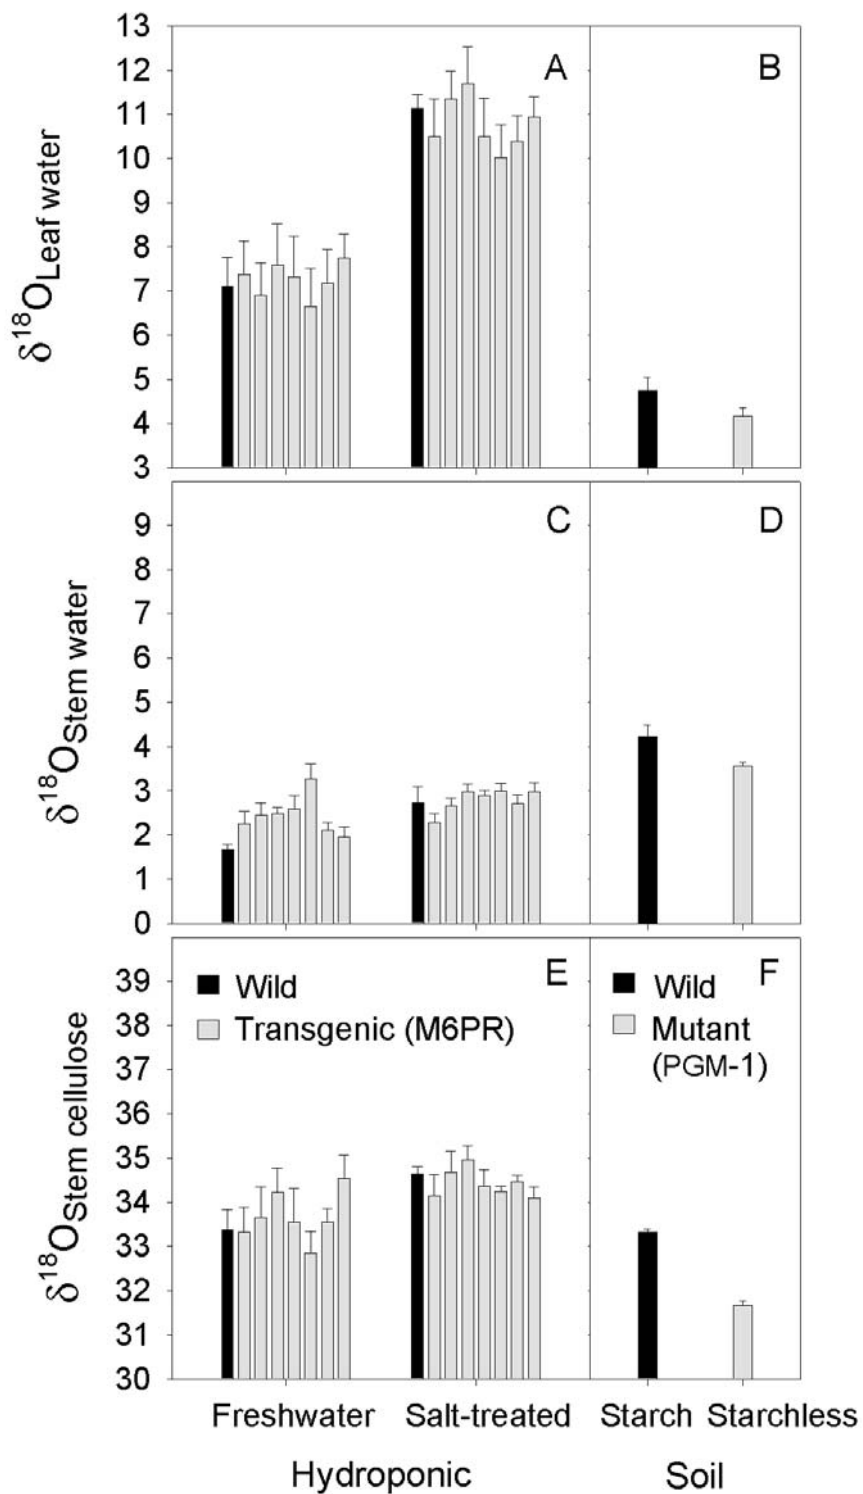 δ18OLeaf water
13
12
11
10
9
8
7
6
5
4
3
A
B
δ18OStem water
9
8
7
6
5
4
3
2
1
0
C
D
δ18OStem cellulose
39
38
37
36
35
34
33
32
31
30
E
Wild
Transgenic (M6PR)
F
Wild
Mutant
(PGM-1)
Freshwater Salt-treated Starch Starchless
Hydroponic Soil